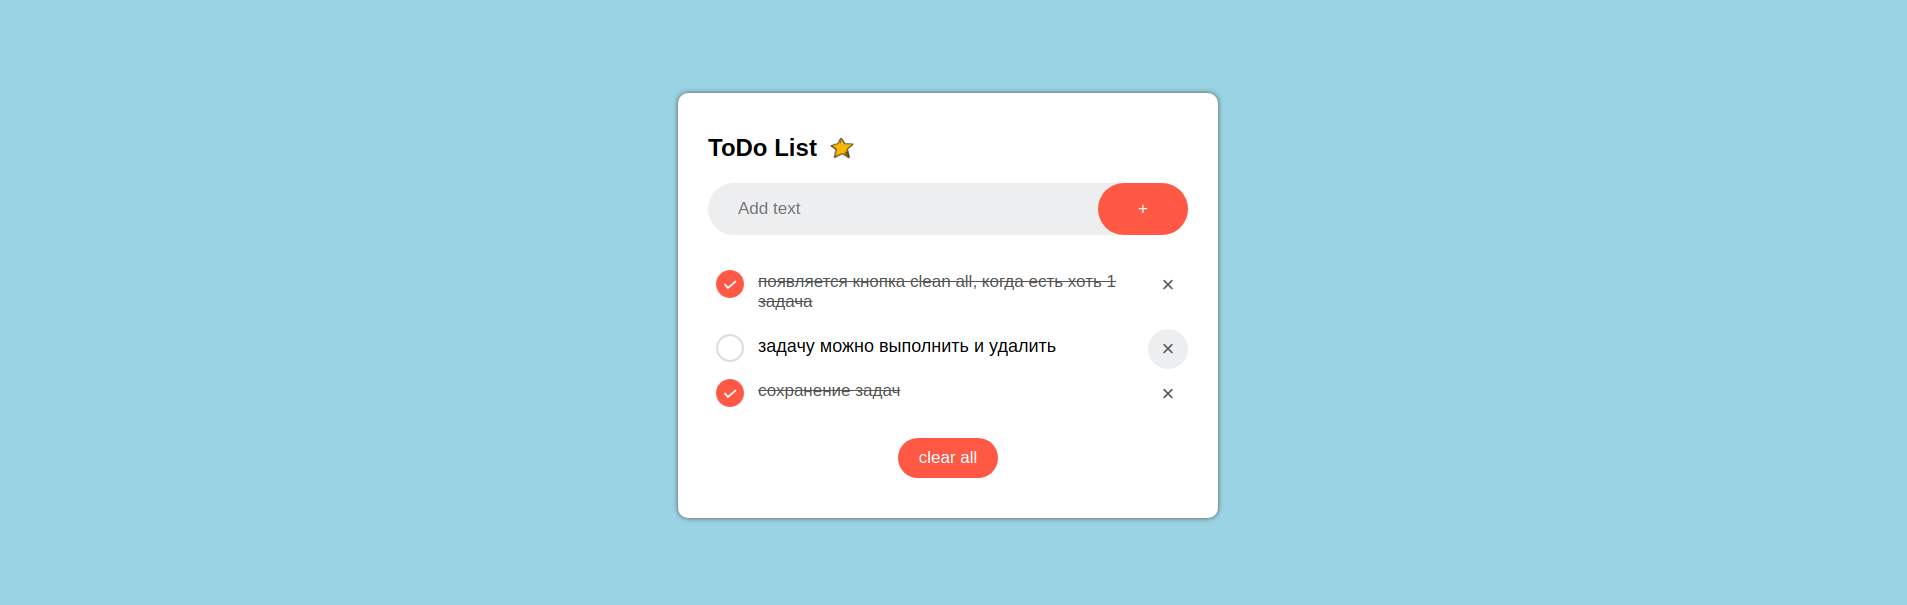 ToDo List
Add text
+
появляется кнопка clean all, когда есть хоть 1
задача
×
задачу можно выполнить и удалить
×
сохранение задач
×
clear all